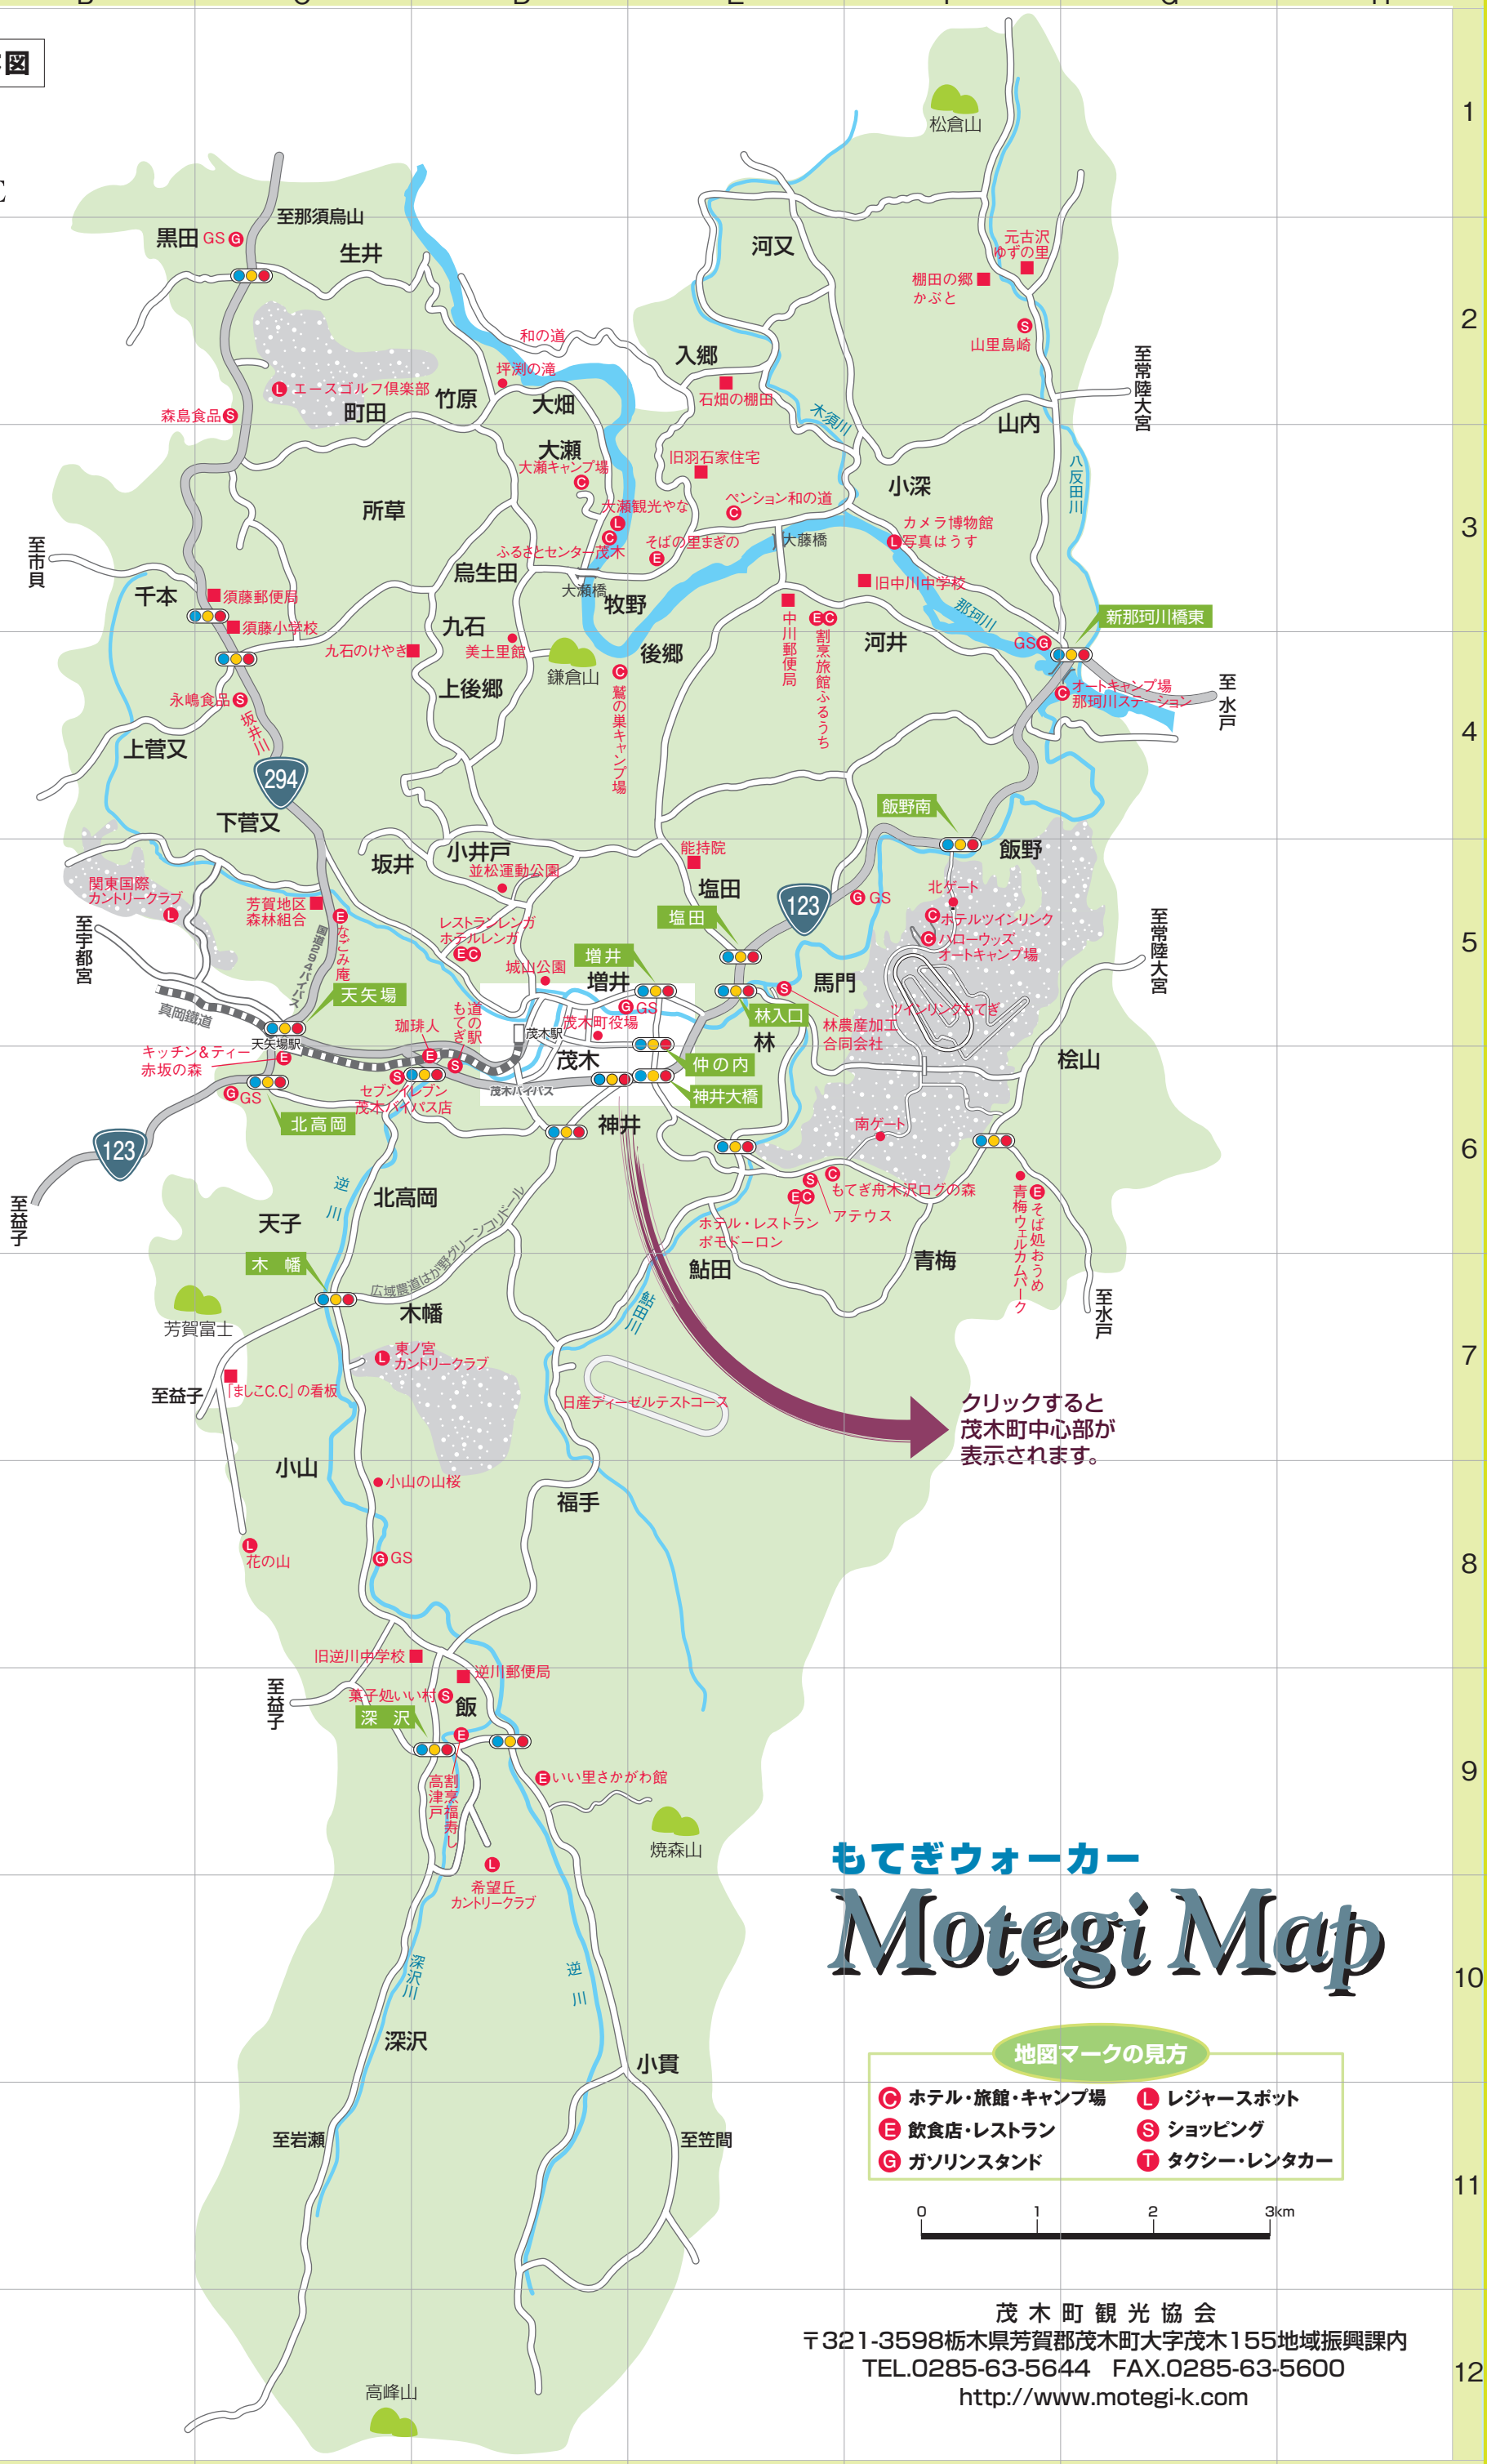 図
1
松倉山
至那須烏山
黒田
GS G
生井
河又
元古沢
ゆずの里
棚田の郷
かぶと
2
S
山里島崎
和の道
坪渕の滝
入郷
石畑の棚田
至常陸大宮
L エースゴルフ倶楽部
竹原
大畑
町田
森島食品 S
木須川
山内
大瀬
大瀬キャンプ場
C
旧羽石家住宅
八反田川
小深
所草
大瀬観光やな
L
C
ペンション和の道
C
カメラ博物館
L 写真はうす
3
至市貝
ふるさとセンター茂木
そばの里まぎの
E
大藤橋
烏生田
大瀬橋
旧中川中学校
千本
須藤郵便局
牧野
那珂川
新那珂川橋東
須藤小学校
九石
中川郵便局
EC
割烹旅館ふるうち
河井
GS G
九石のけやき
美土里館
鎌倉山
後郷
上後郷
C
鷲の巣キャンプ場
オートキャンプ場
C 那珂川ステーション
至水戸
永嶋食品 S
坂井川
上菅又
4
294
飯野南
下菅又
坂井
小井戸
能持院
飯野
並松運動公園
関東国際
カントリークラブ
L
塩田
123
G GS
北ゲート
芳賀地区
森林組合
E
なごみ庵
塩田
C ホテルツインリンク
至宇都宮
レストランレンガ
ホテルレンガ
EC
C ハローウッズ
オートキャンプ場
至常陸大宮
5
国道294バイパス
増井
城山公園
増井
馬門
天矢場
G GS
S
ツインリンクもてぎ
真岡鐵道
珈琲人
道の駅
もてぎ
茂木町役場
茂木駅
林入口
林農産加工
合同会社
天矢場駅
林
キッチン&ティー
赤坂の森
E
E
S
茂木
仲の内
桧山
S
セブンイレブン
茂木バイパス店
茂木バイパス
神井大橋
G GS
北高岡
神井
南ゲート
123
6
至益子
逆川
北高岡
C
もてぎ舟木沢ログの森
S
アテウス
EC
ホテル・レストラン
ポモドーロン
青梅ウェルカムパーク
E
そば処おうめ
天子
広域農道はが野グリーンコリドール
木幡
鮎田
青梅
芳賀富士
木幡
鮎田川
至水戸
東ノ宮
L カントリークラブ
7
至益子
「ましこC.C」の看板
日産ディーゼルテストコース
クリックすると
茂木町中心部が
表示されます。
小山
小山の山桜
福手
L
花の山
G GS
8
旧逆川中学校
逆川郵便局
至益子
菓子処いい村 S
飯
深沢
E
E いい里さかがわ館
9
高津戸
割烹福寿し
焼森山
L
希望丘
カントリークラブ
もてぎウォーカー
Motegi Map
深沢川
逆川
10
深沢
小貫
地図マークの見方
C ホテル・旅館・キャンプ場
L レジャースポット
E 飲食店・レストラン
S ショッピング
G ガソリンスタンド
T タクシー・レンタカー
至岩瀬
至笠間
11
0 1 2 3km
茂木町観光協会
〒321-3598栃木県芳賀郡茂木町大字茂木155地域振興課内
TEL.0285-63-5644 FAX.0285-63-5600
http://www.motegi-k.com
12
高峰山